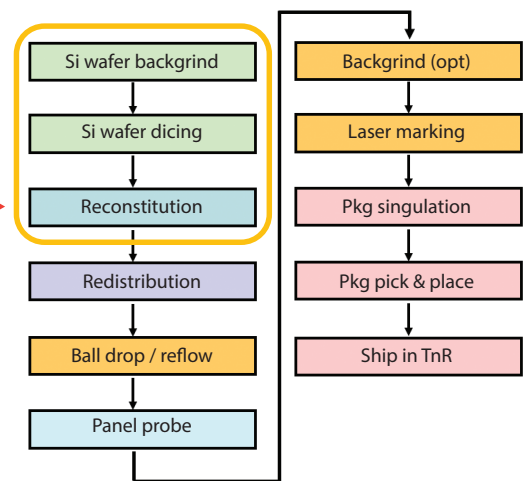 Si wafer backgrind
Si wafer dicing
Reconstitution
Redistribution
Ball drop / reflow
Panel probe
Backgrind (opt)
Laser marking
Pkg singulation
Pkg pick & place
Ship in TnR